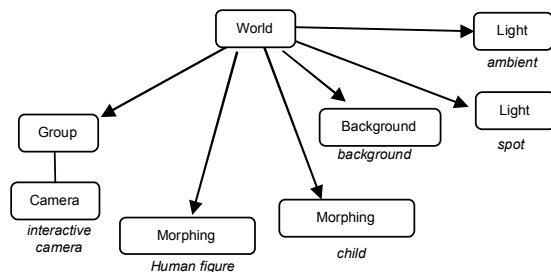 World
Light
ambient
Light
spot
Background
background
Group
Camera
interactive
camera
Morphing
Human figure
Morphing
child